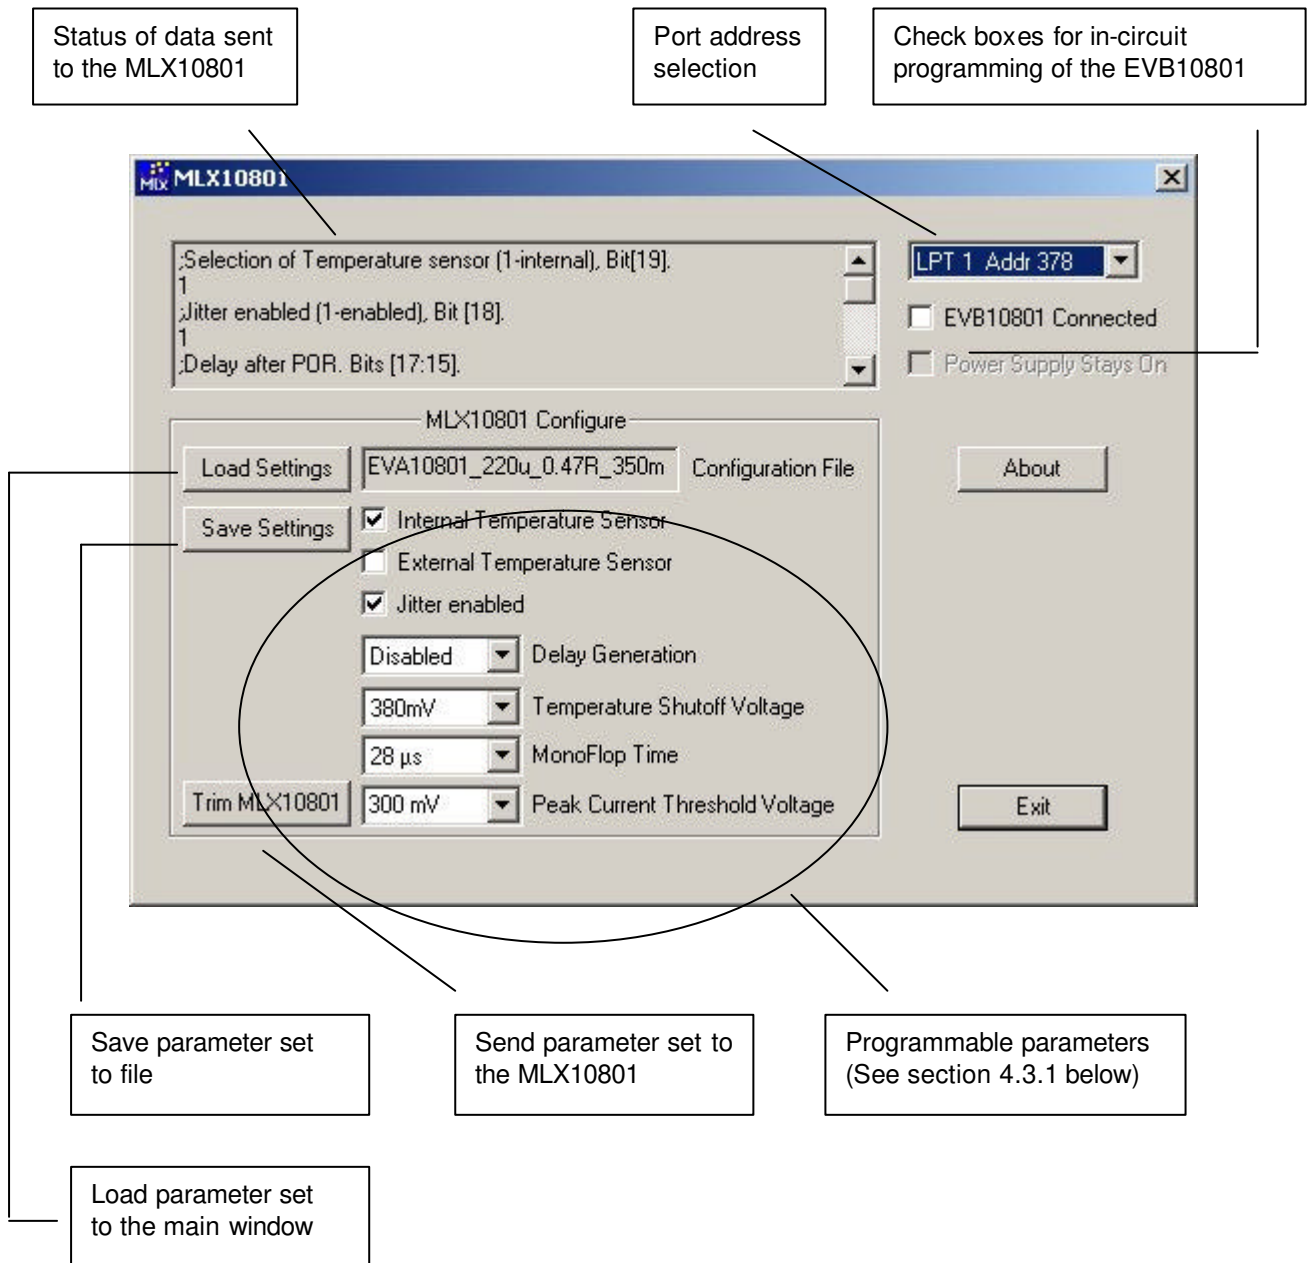 Status of data sent
to the MLX10801
Port address
selection
Check boxes for in-circuit
programming of the EVB10801
Mlx MLX10801
;Selection of Temperature sensor (1-internal), Bit[19].
1
;Jitter enabled (1-enabled), Bit [18].
1
;Delay after POR. Bits [17:15].
LPT 1 Addr 378
EVB10801 Connected
Power Supply Stays On
MLX10801 Configure
Load Settings
EVA10801_220u_0.47R_350m
Configuration File
About
Save Settings
Internal Temperature Sensor
External Temperature Sensor
Jitter enabled
Disabled
Delay Generation
380mV
Temperature Shutoff Voltage
28 µs
MonoFlop Time
Trim MLX10801
300 mV
Peak Current Threshold Voltage
Exit
Save parameter set
to file
Send parameter set to
the MLX10801
Programmable parameters
(See section 4.3.1 below)
Load parameter set
to the main window